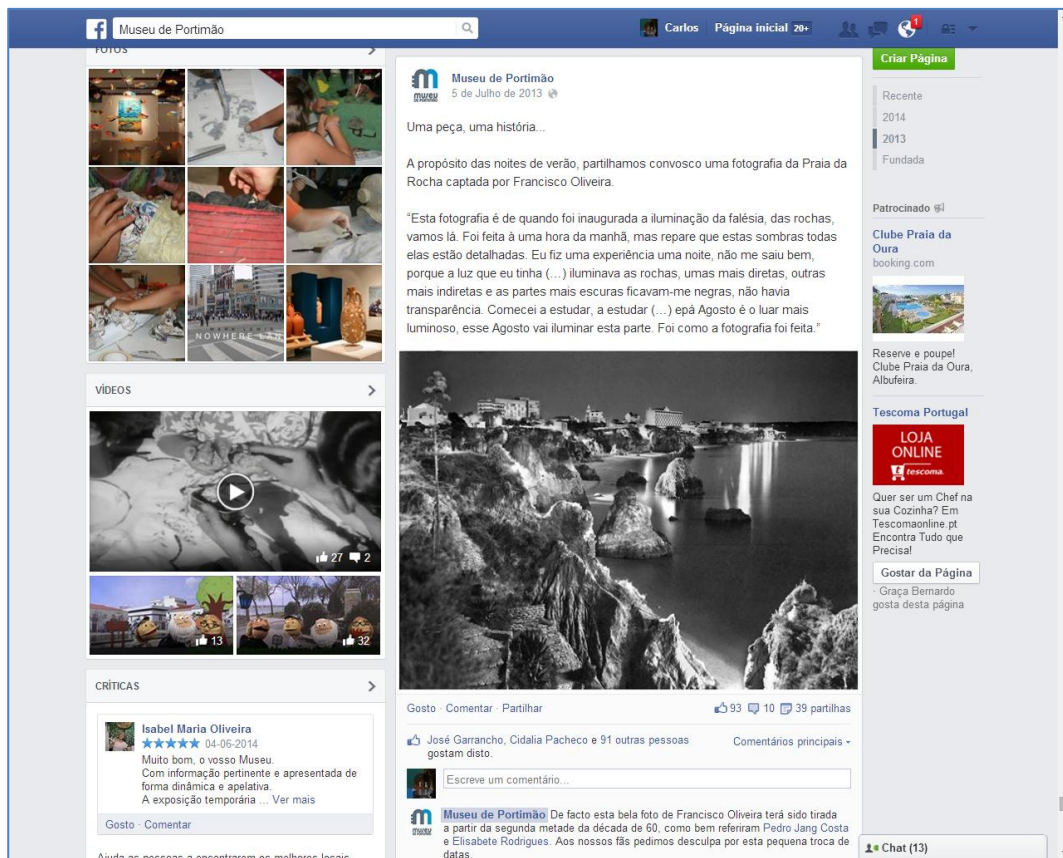 Museu de Portimão
Carlos
Página inicial 20+
1
FOTOS
NOWHERE LAN
VÍDEOS
27 2
13
32
CRÍTICAS
Isabel Maria Oliveira
04-06-2014
Muito bom, o vosso Museu.
Com informação pertinente e apresentada de
forma dinâmica e apelativa.
A exposição temporária ... Ver mais
Gosto · Comentar
Ajuda as pessoas a encontrarem os melhores locais
museu
Museu de Portimão
5 de Julho de 2013
Uma peça, uma história...
A propósito das noites de verão, partilhamos convosco uma fotografia da Praia da
Rocha captada por Francisco Oliveira.
“Esta fotografia é de quando foi inaugurada a iluminação da falésia, das rochas,
vamos lá. Foi feita à uma hora da manhã, mas repare que estas sombras todas
elas estão detalhadas. Eu fiz uma experiência uma noite, não me saiu bem,
porque a luz que eu tinha (…) iluminava as rochas, umas mais diretas, outras
mais indiretas e as partes mais escuras ficavam-me negras, não havia
transparência. Comecei a estudar, a estudar (…) epá Agosto é o luar mais
luminoso, esse Agosto vai iluminar esta parte. Foi como a fotografia foi feita.”
Gosto · Comentar · Partilhar
93 10 39 partilhas
José Garrancho, Cidalia Pacheco e 91 outras pessoas
gostam disto.
Comentários principais
Escreve um comentário...
Museu de Portimão De facto esta bela foto de Francisco Oliveira terá sido tirada
a partir da segunda metade da década de 60, como bem referiram Pedro Jang Costa
e Elisabete Rodrigues. Aos nossos fãs pedimos desculpa por esta pequena troca de
datas.
Criar Página
Recente
2014
2013
Fundada
Patrocinado
Clube Praia da
Oura
booking.com
Reserve e poupe!
Clube Praia da Oura,
Albufeira.
Tescoma Portugal
LOJA
ONLINE
tescoma.
Quer ser um Chef na
sua Cozinha? Em
Tescomaonline.pt
Encontra Tudo que
Precisa!
Gostar da Página
· Graça Bernardo
gosta desta página
Chat (13)